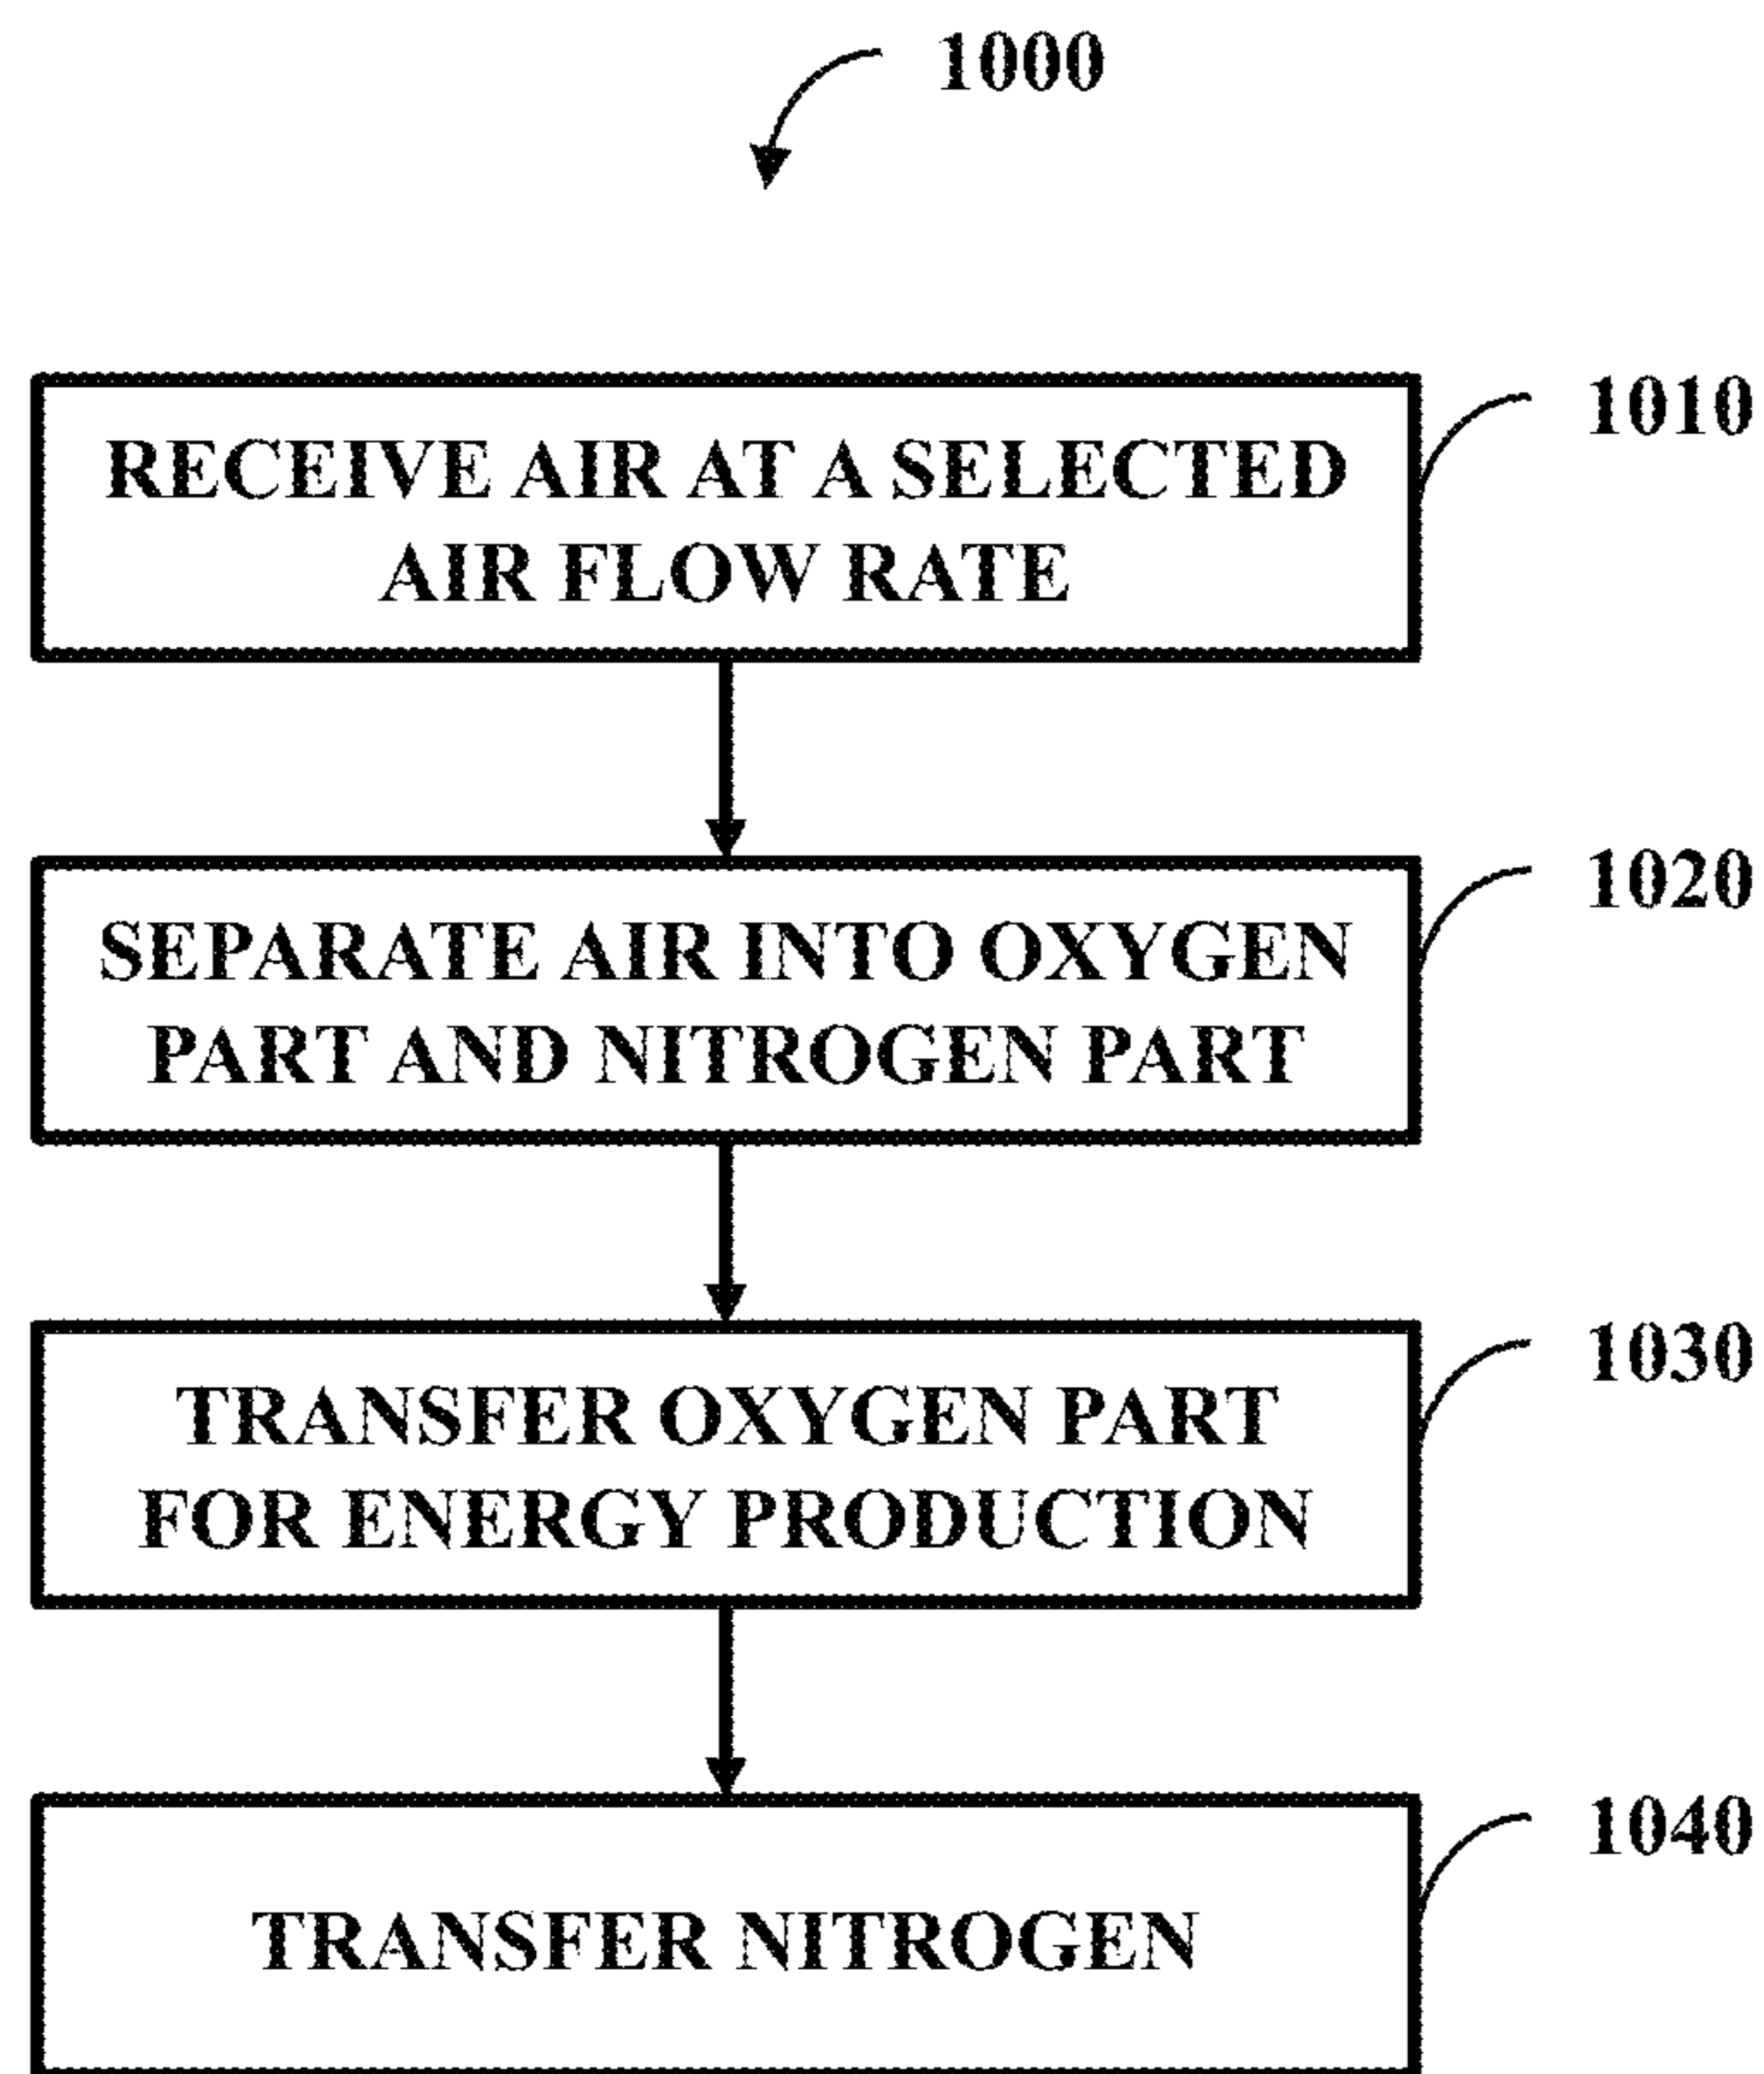 1000
RECEIVE AIR AT A SELECTED
AIR FLOW RATE
1010
SEPARATE AIR INTO OXYGEN
PART AND NITROGEN PART
1020
TRANSFER OXYGEN PART
FOR ENERGY PRODUCTION
1030
TRANSFER NITROGEN
1040